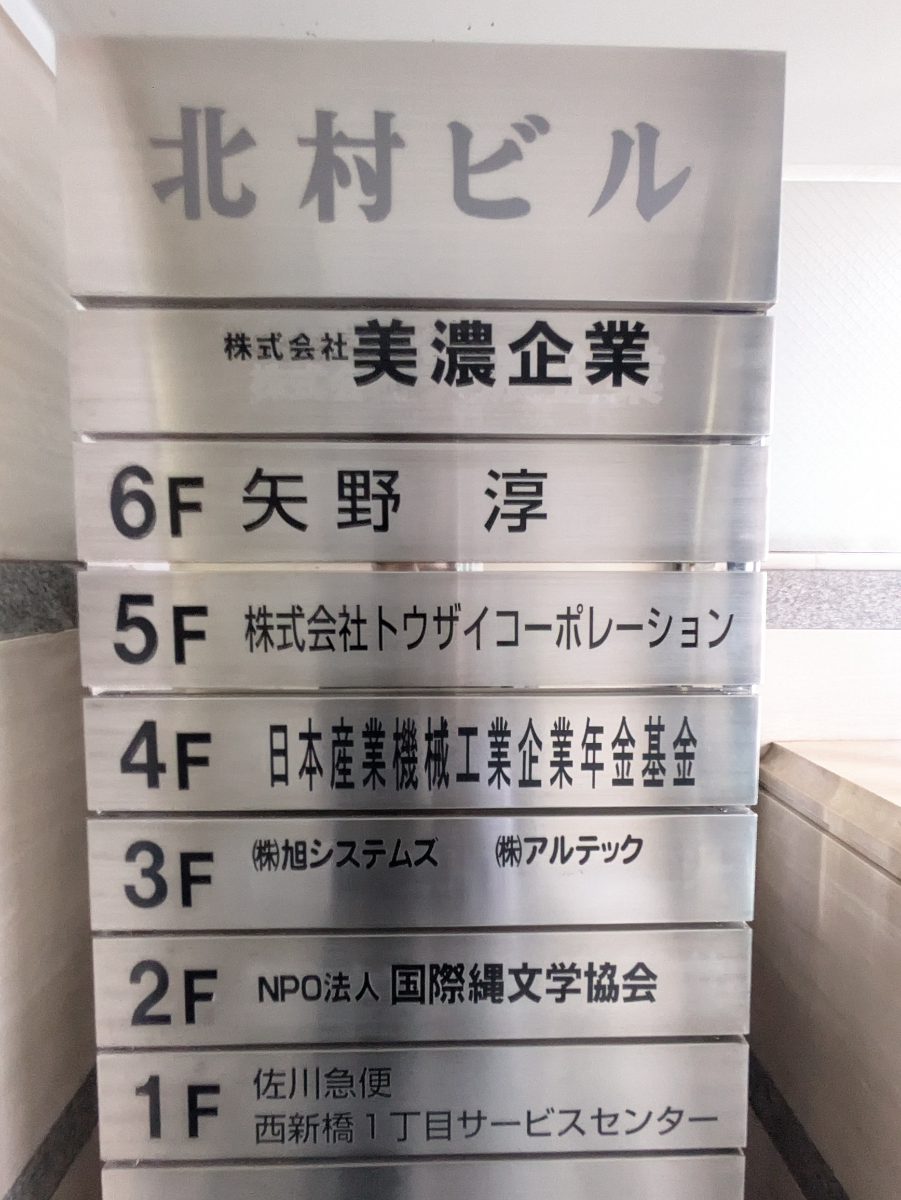 北村ビル
株式会社美濃企業
6F 矢野 淳
5F 株式会社トウザイコーポレーション
4F 日本産業機械工業企業年金基金
3F ㈱旭システムズ ㈱アルテック
2F NPO法人 国際縄文学協会
1F 佐川急便
西新橋1丁目サービスセンター